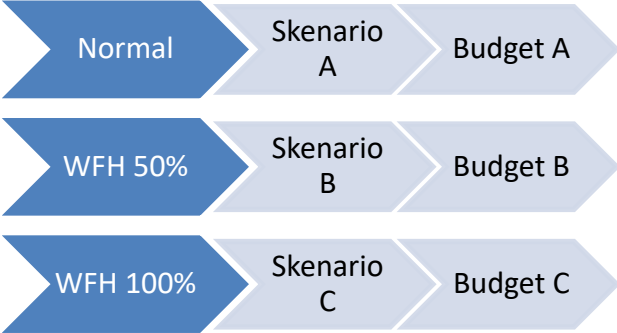 Normal
Skenario
A
Budget A
WFH 50%
Skenario
B
Budget B
WFH 100%
Skenario
C
Budget C